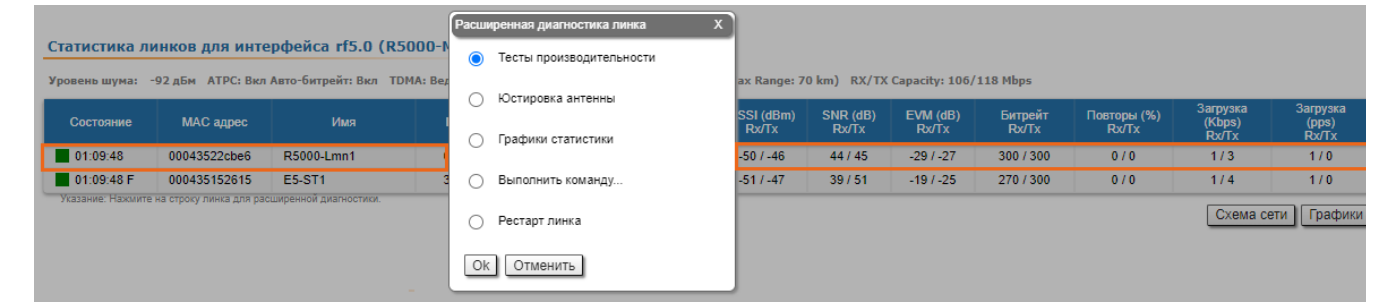 Расширенная диагностика линка X
Статистика линков для интерфейса rf5.0 (R5000-
Тесты производительности
Уровень шума: -92 дБм АТРС: Вкл Авто-битрейт: Вкл TDMA: Вед ax Range: 70 km) RX/TX Capacity: 106/118 Mbps
Юстировка антенны
Состояние MAC адрес Имя SSI (dBm) Rx/Tx SNR (dB) Rx/Tx EVM (dB) Rx/Tx Битрейт Rx/Tx Повторы (%) Rx/Tx Загрузка (Kbps) Rx/Tx Загрузка (pps) Rx/Tx
Графики статистики
01:09:48 00043522cbe6 R5000-Lmn1 -50 / -46 44 / 45 -29 / -27 300 / 300 0 / 0 1 / 3 1 / 0
01:09:48 F 000435152615 E5-ST1 3 -51 / -47 39 / 51 -19 / -25 270 / 300 0 / 0 1 / 4 1 / 0
Выполнить команду...
Указание: Нажмите на строку линка для расширенной диагностики.
Рестарт линка
Схема сети Графики
Ok Отменить